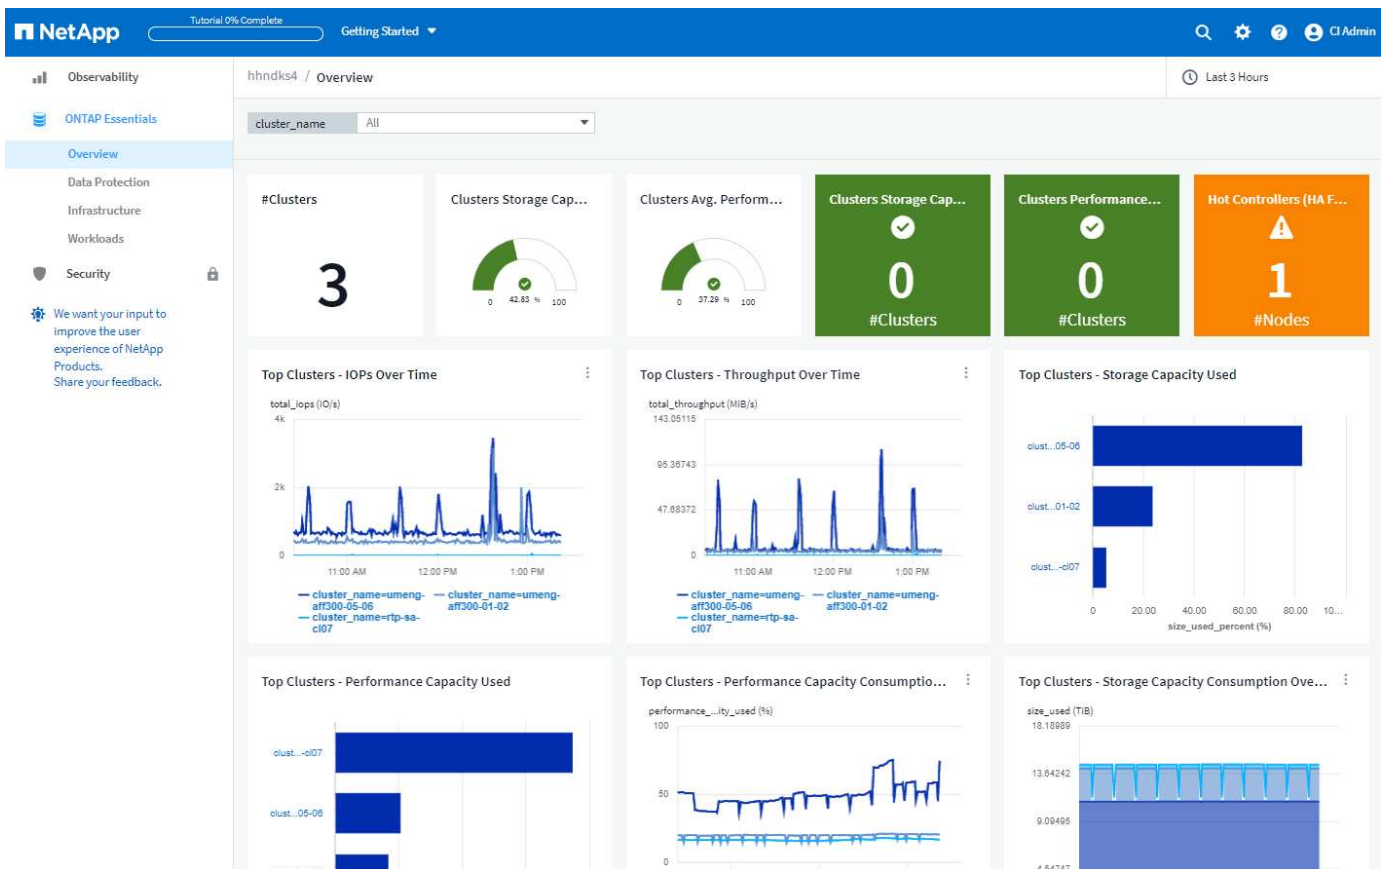 NetApp
Tutorial 0% Complete
Getting Started
CI Admin
Observability
ONTAP Essentials
Overview
Data Protection
Infrastructure
Workloads
Security
We want your input to
improve the user
experience of NetApp
Products.
Share your feedback.
hhndks4 / Overview
Last 3 Hours
cluster_name All
#Clusters
3
Clusters Storage Cap...
0 42.83 % 100
Clusters Avg. Perform...
0 37.29 % 100
Clusters Storage Cap...
0
#Clusters
Clusters Performance...
0
#Clusters
Hot Controllers (HA F...
1
#Nodes
Top Clusters - IOPs Over Time
total_iops (IO/s)
4k
2k
0
11:00 AM 12:00 PM 1:00 PM
cluster_name=umeng-
aff300-05-06
cluster_name=umeng-
aff300-01-02
cluster_name=rtp-sa-
cl07
Top Clusters - Throughput Over Time
total_throughput (MiB/s)
143.05115
95.36743
47.68372
0
11:00 AM 12:00 PM 1:00 PM
cluster_name=umeng-
aff300-05-06
cluster_name=umeng-
aff300-01-02
cluster_name=rtp-sa-
cl07
Top Clusters - Storage Capacity Used
clust...05-06
clust...01-02
clust...-cl07
0 20.00 40.00 60.00 80.00 10...
size_used_percent (%)
Top Clusters - Performance Capacity Used
clust...-cl07
clust...05-06
Top Clusters - Performance Capacity Consumptio...
performance_...ity_used (%)
100
50
0
Top Clusters - Storage Capacity Consumption Ove...
size_used (TiB)
18.18989
13.64242
9.09495
4.54747